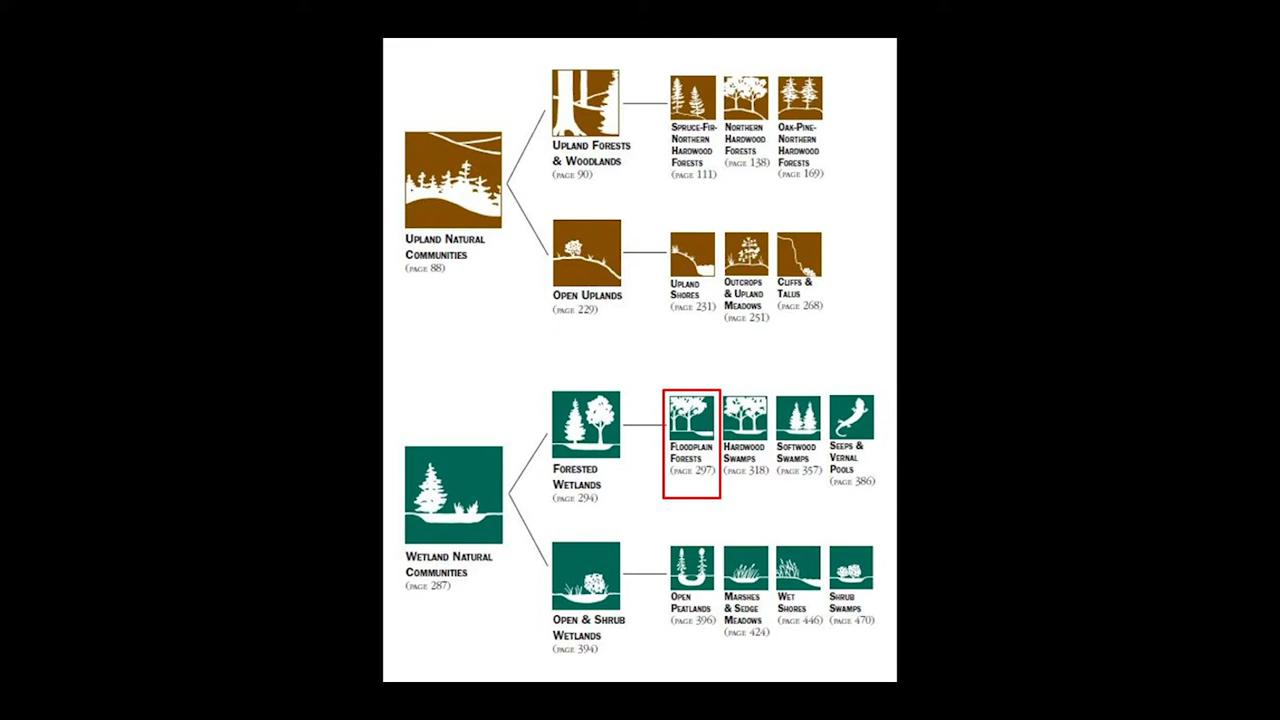 Upland Natural
Communities
(page 88)
Upland Forests
& Woodlands
(page 90)
Spruce-Fir-
Northern
Hardwood
Forests
(page 111)
Northern
Hardwood
Forests
(page 138)
Oak-Pine-
Northern
Hardwood
Forests
(page 169)
Open Uplands
(page 229)
Upland
Shores
(page 231)
Outcrops
& Upland
Meadows
(page 251)
Cliffs &
Talus
(page 268)
Wetland Natural
Communities
(page 287)
Forested
Wetlands
(page 294)
Floodplain
Forests
(page 297)
Hardwood
Swamps
(page 318)
Softwood
Swamps
(page 357)
Seeps &
Vernal
Pools
(page 386)
Open & Shrub
Wetlands
(page 394)
Open
Peatlands
(page 396)
Marshes
& Sedge
Meadows
(page 424)
Wet
Shores
(page 446)
Shrub
Swamps
(page 470)